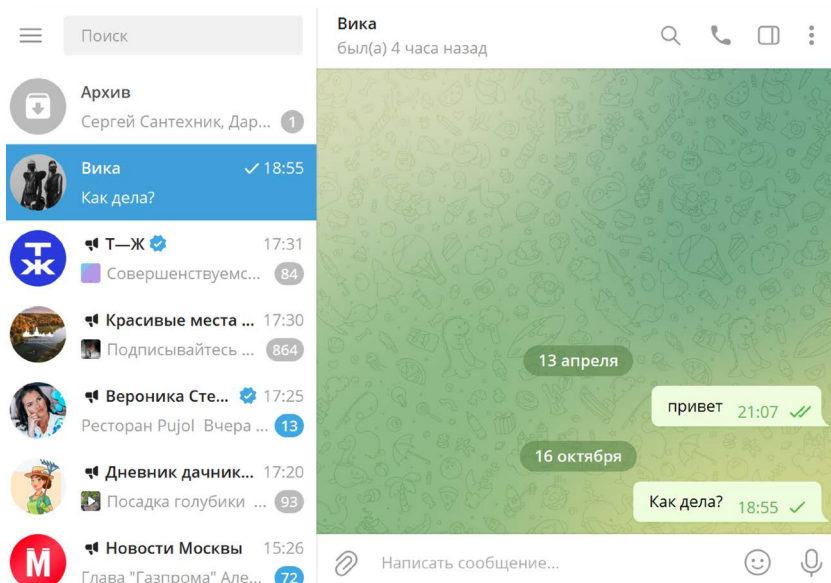 Поиск
Архив
Сергей Сантехник, Дар... 1
Вика 18:55
Как дела?
Т—Ж 17:31
Совершенствуемс... 84
Красивые места ... 17:30
Подписывайтесь ... 864
Вероника Сте... 17:25
Ресторан Pujol Вчера ... 13
Дневник дачник... 17:20
Посадка голубики ... 93
Новости Москвы 15:26
Глава "Газпрома" Але... 72
Т
Ж
М
Вика
был(а) 4 часа назад
13 апреля
привет 21:07
16 октября
Как дела? 18:55
Написать сообщение...